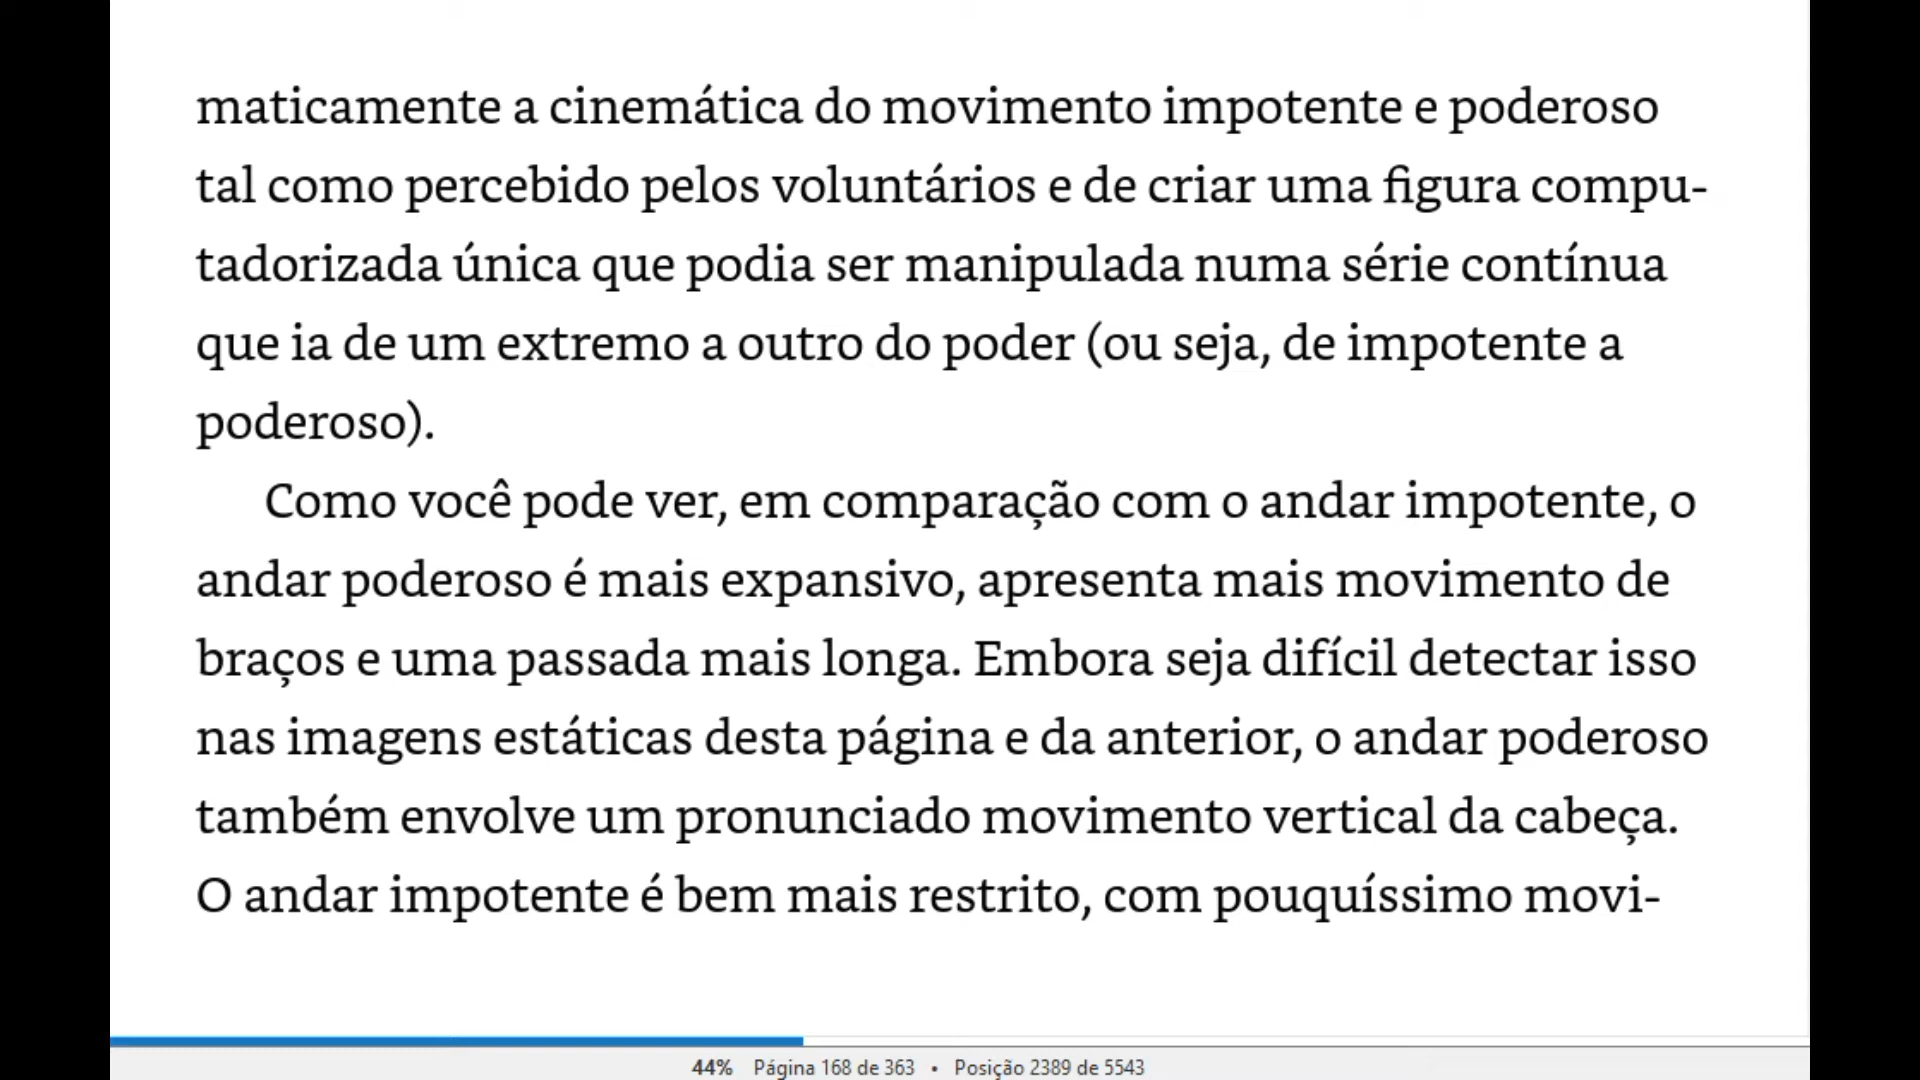 maticamente a cinemática do movimento impotente e poderoso
tal como percebido pelos voluntários e de criar uma figura compu-
tadorizada única que podia ser manipulada numa série contínua
que ia de um extremo a outro do poder (ou seja, de impotente a
poderoso).
Como você pode ver, em comparação com o andar impotente, o
andar poderoso é mais expansivo, apresenta mais movimento de
braços e uma passada mais longa. Embora seja difícil detectar isso
nas imagens estáticas desta página e da anterior, o andar poderoso
também envolve um pronunciado movimento vertical da cabeça.
O andar impotente é bem mais restrito, com pouquíssimo movi-
44% Página 168 de 363 • Posição 2389 de 5543